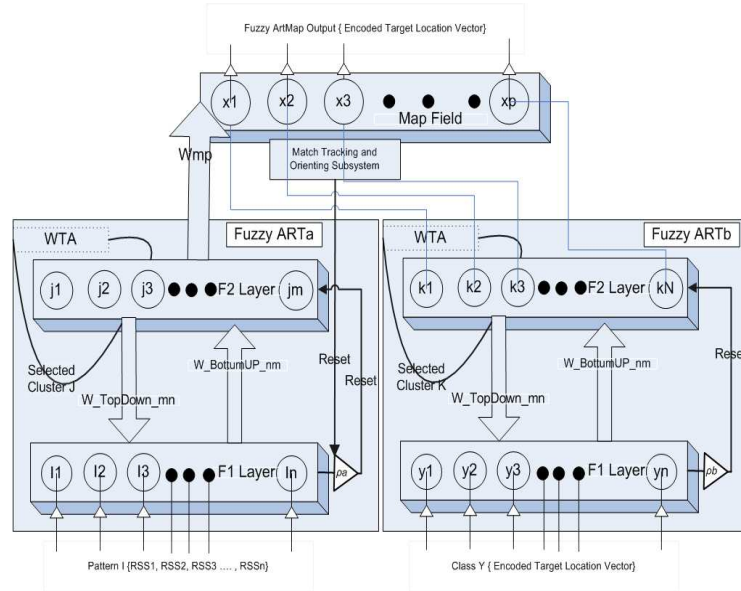 Fuzzy ArtMap Output { Encoded Target Location Vector}
x1 x2 x3 xp
Map Field
Wmp
Match Tracking and
Orienting Subsystem
WTA
Fuzzy ARTa
j1 j2 j3 F2 Layer jm
Selected
Cluster J
W_TopDown_mn
W_BottumUP_nm
Reset
Reset
I1 I2 I3 F1 Layer In
ρa
Pattern I {RSS1, RSS2, RSS3 .... , RSSn}
WTA
Fuzzy ARTb
k1 k2 k3 F2 Layer kN
Selected
Cluster K
W_TopDown_mn
W_BottumUP_nm
Rese
y1 y2 y3 F1 Layer yn
ρb
Class Y { Encoded Target Location Vector}